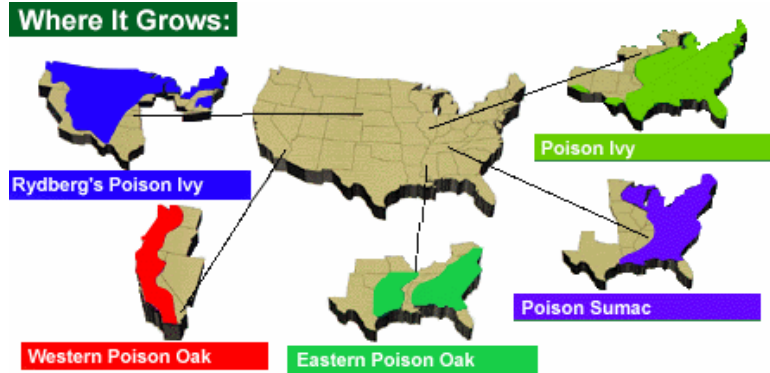 Where It Grows:
Poison Ivy
Rydberg's Poison Ivy
Poison Sumac
Western Poison Oak
Eastern Poison Oak